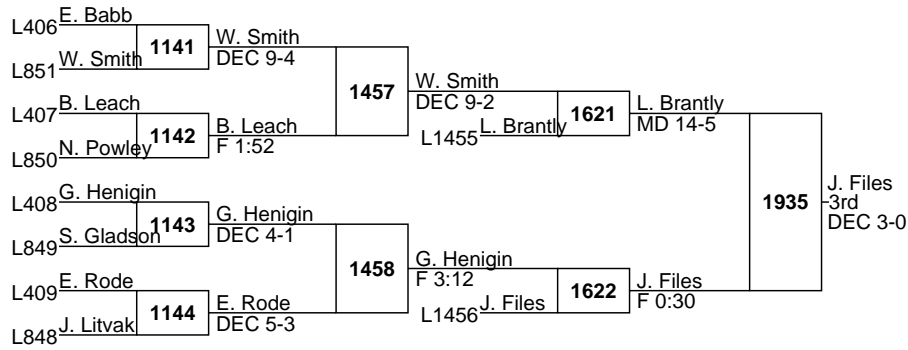 L406 E. Babb
1141
W. Smith
DEC 9-4
L851 W. Smith
1457
W. Smith
DEC 9-2
L407 B. Leach
1142
B. Leach
F 1:52
L850 N. Powley
L1455 L. Brantly
1621
L. Brantly
MD 14-5
L408 G. Henigin
1143
G. Henigin
DEC 4-1
L849 S. Gladson
1458
G. Henigin
F 3:12
L409 E. Rode
1144
E. Rode
DEC 5-3
L848 J. Litvak
L1456 J. Files
1622
J. Files
F 0:30
1935
J. Files
3rd
DEC 3-0